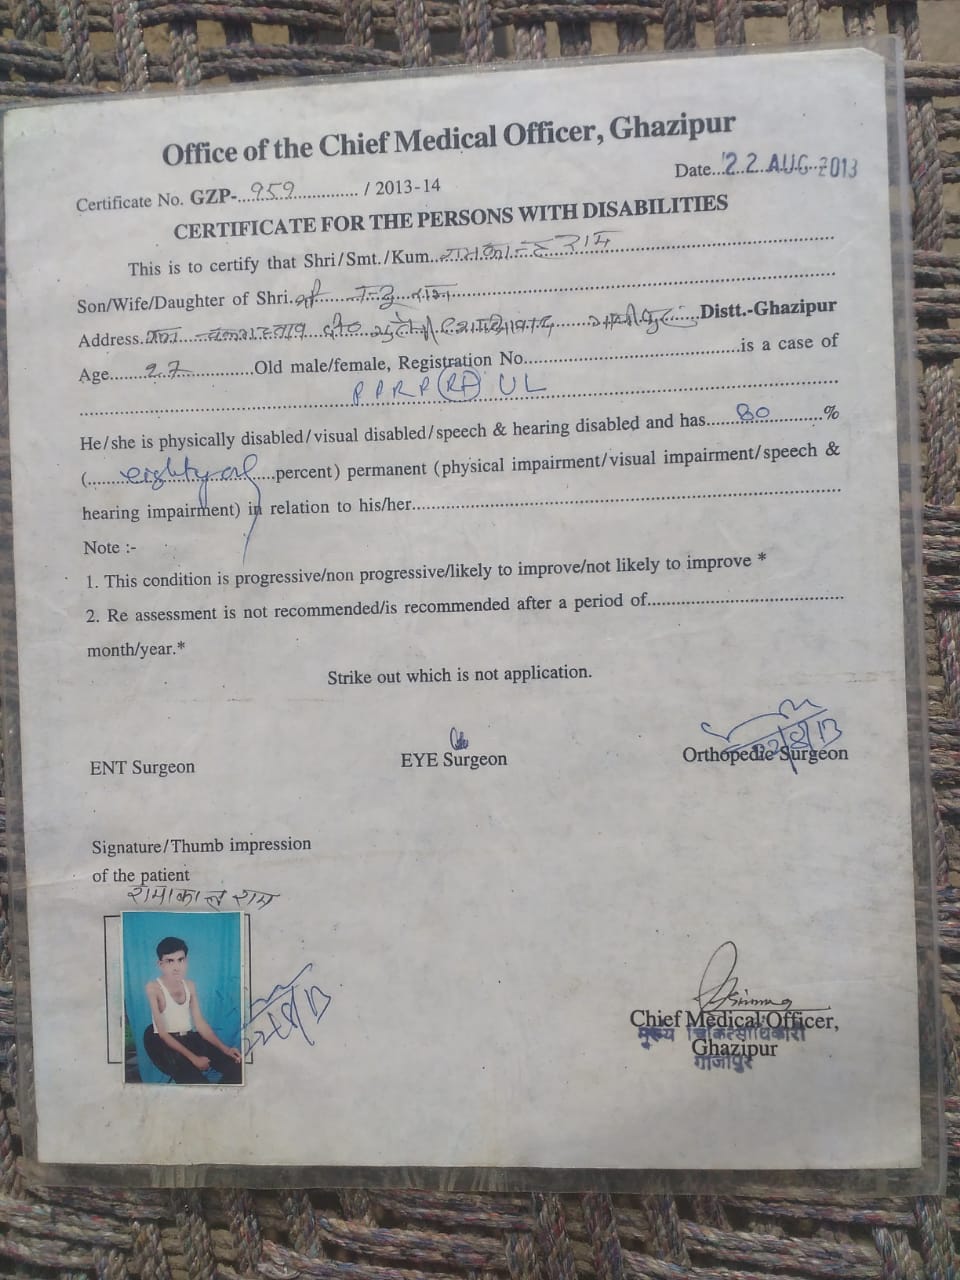 Office of the Chief Medical Officer, Ghazipur
Certificate No. GZP-...959............. / 2013-14
Date...22 AUG 2013
CERTIFICATE FOR THE PERSONS WITH DISABILITIES
This is to certify that Shri/Smt./Kum.
Son/Wife/Daughter of Shri. श्री
Address. Distt.-Ghazipur
Age.......27..............Old male/female, Registration No.......................................is a case of
PPRP (RT) UL
He/she is physically disabled/visual disabled/speech & hearing disabled and has......80..........%
(......eighty only....percent) permanent (physical impairment/visual impairment/speech &
hearing impairment) in relation to his/her..............................................................................
Note :-
1. This condition is progressive/non progressive/likely to improve/not likely to improve *
2. Re assessment is not recommended/is recommended after a period of.......................................
month/year.*
Strike out which is not application.
ENT Surgeon
EYE Surgeon
Orthopedic Surgeon
Signature/Thumb impression
of the patient
राम
Chief Medical Officer,
मुख्य चिकित्साधिकारी
Ghazipur
गाजीपुर